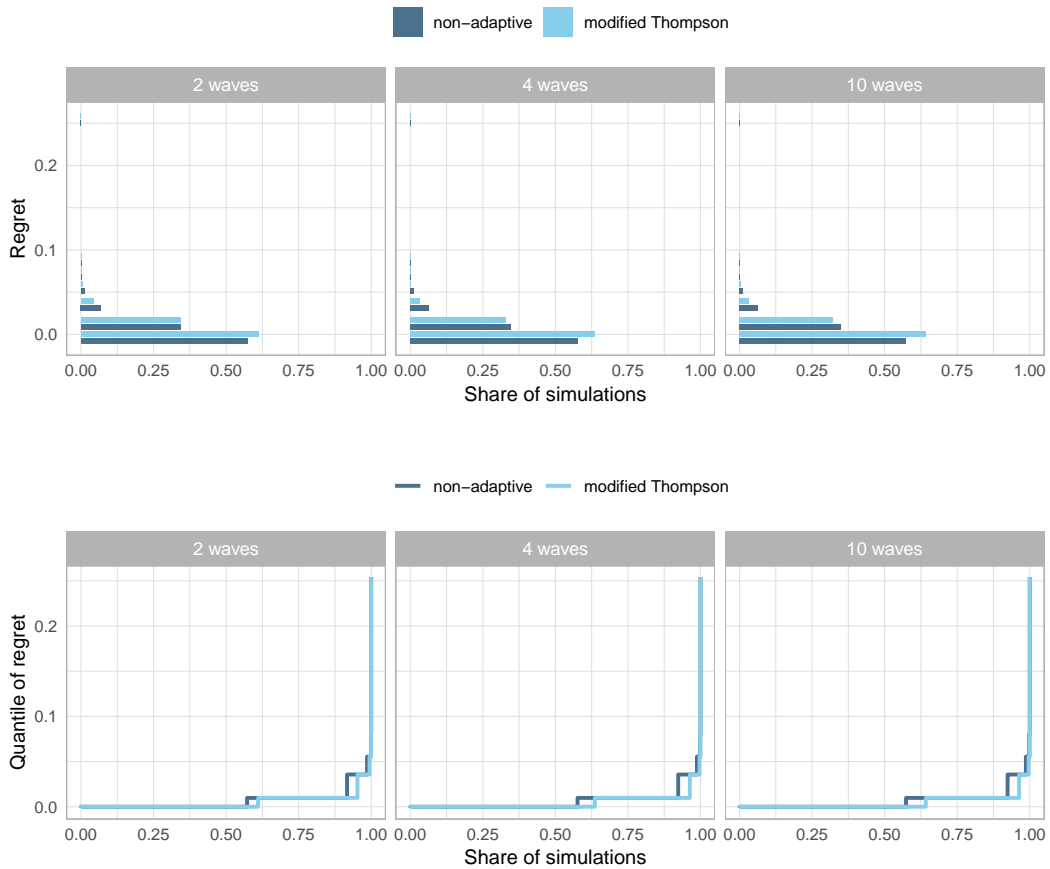 non−adaptive modified Thompson
2 waves 4 waves 10 waves
Regret
0.2
0.1
0.0
0.00 0.25 0.50 0.75 1.00 0.00 0.25 0.50 0.75 1.00 0.00 0.25 0.50 0.75 1.00
Share of simulations
non−adaptive modified Thompson
2 waves 4 waves 10 waves
Quantile of regret
0.2
0.1
0.0
0.00 0.25 0.50 0.75 1.00 0.00 0.25 0.50 0.75 1.00 0.00 0.25 0.50 0.75 1.00
Share of simulations